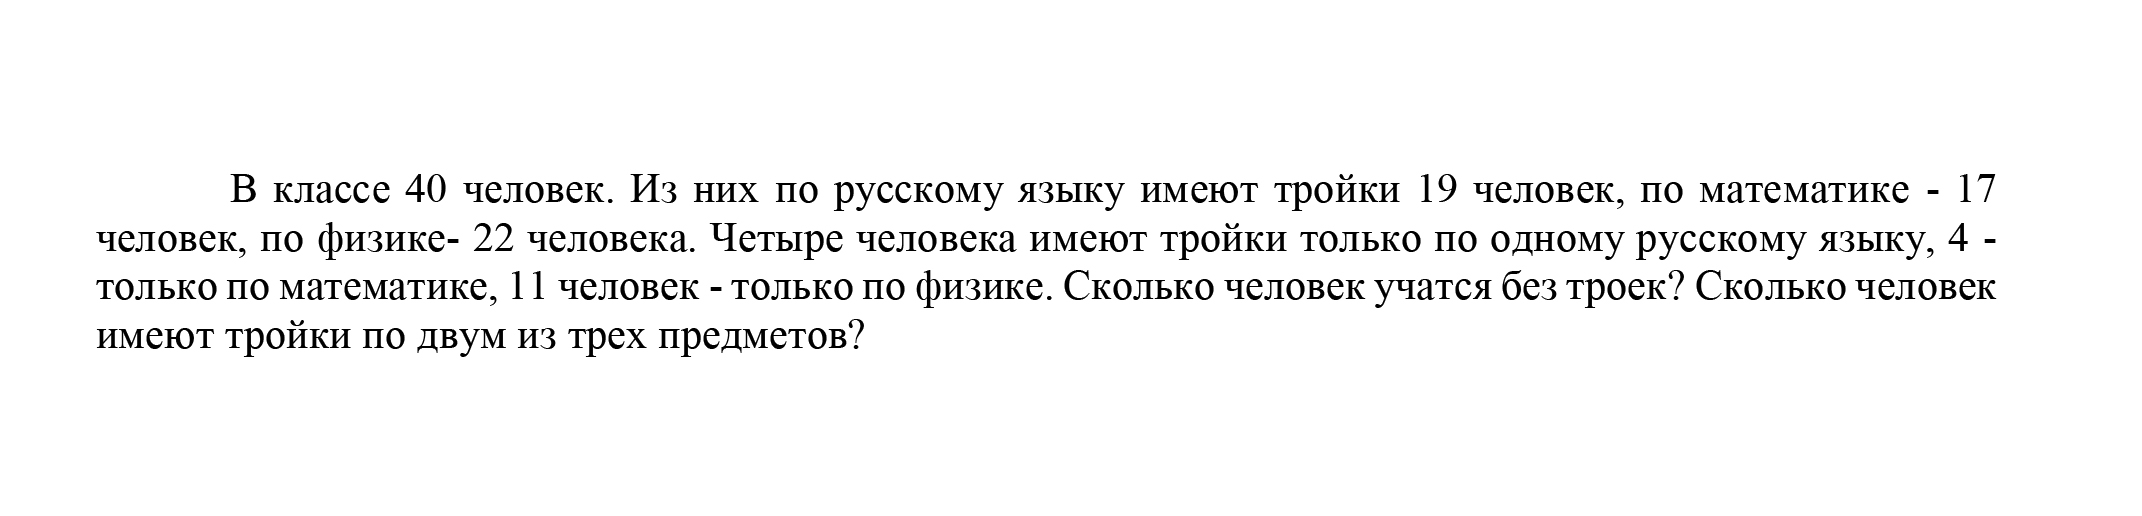 В классе 40 человек. Из них по русскому языку имеют тройки 19 человек, по математике - 17
человек, по физике- 22 человека. Четыре человека имеют тройки только по одному русскому языку, 4 -
только по математике, 11 человек - только по физике. Сколько человек учатся без троек? Сколько человек
имеют тройки по двум из трех предметов?